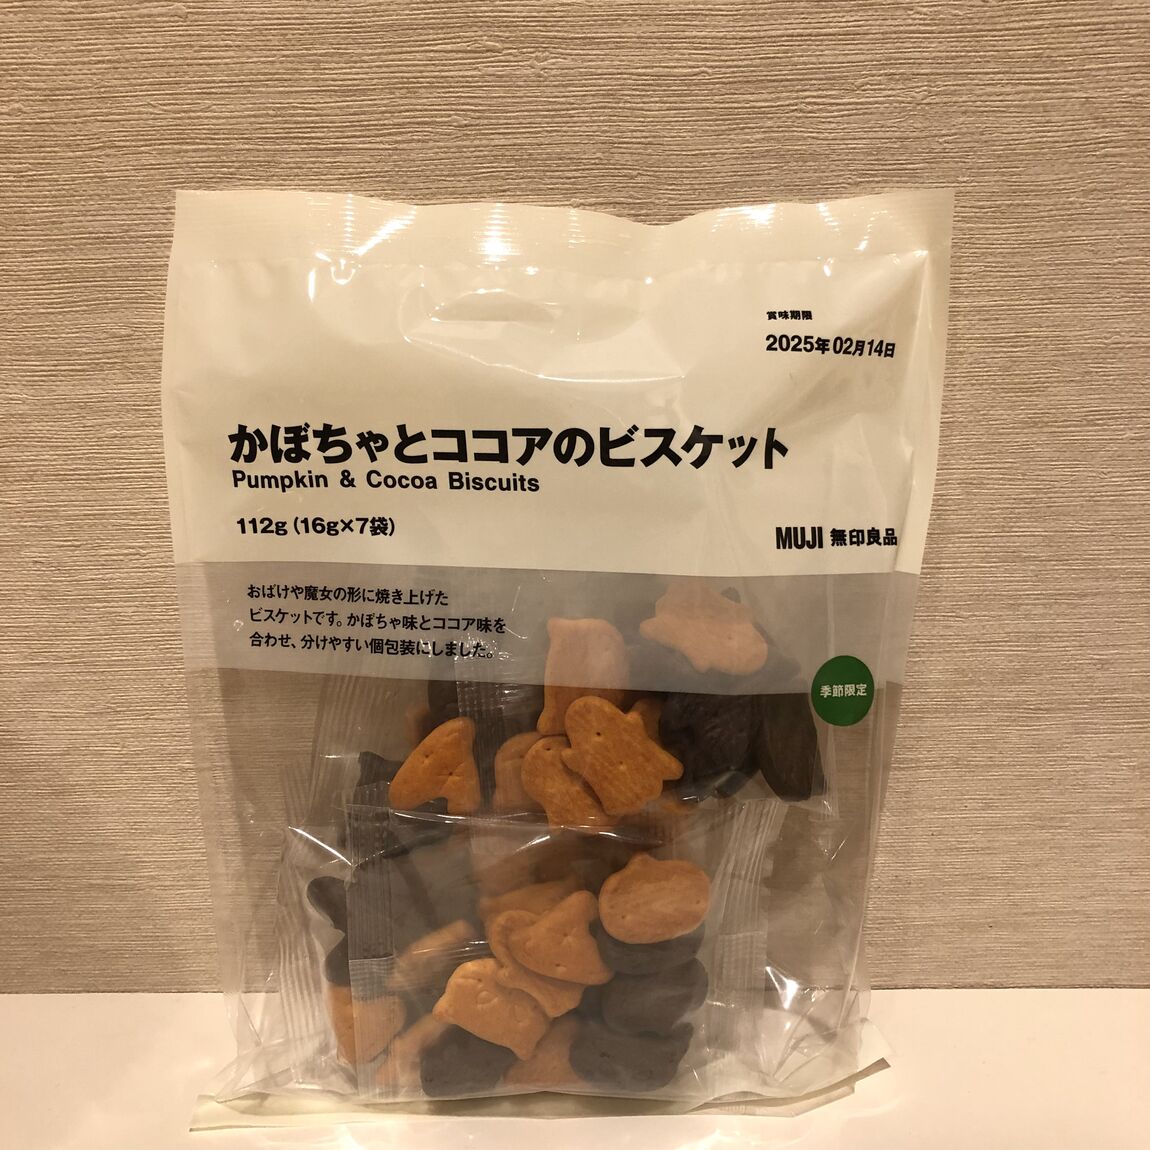 賞味期限
2025年02月14日
かぼちゃとココアのビスケット
Pumpkin & Cocoa Biscuits
112g（16g×7袋）
MUJI 無印良品
おばけや魔女の形に焼き上げた
ビスケットです。かぼちゃ味とココア味を
合わせ、分けやすい個包装にしました。
季節限定